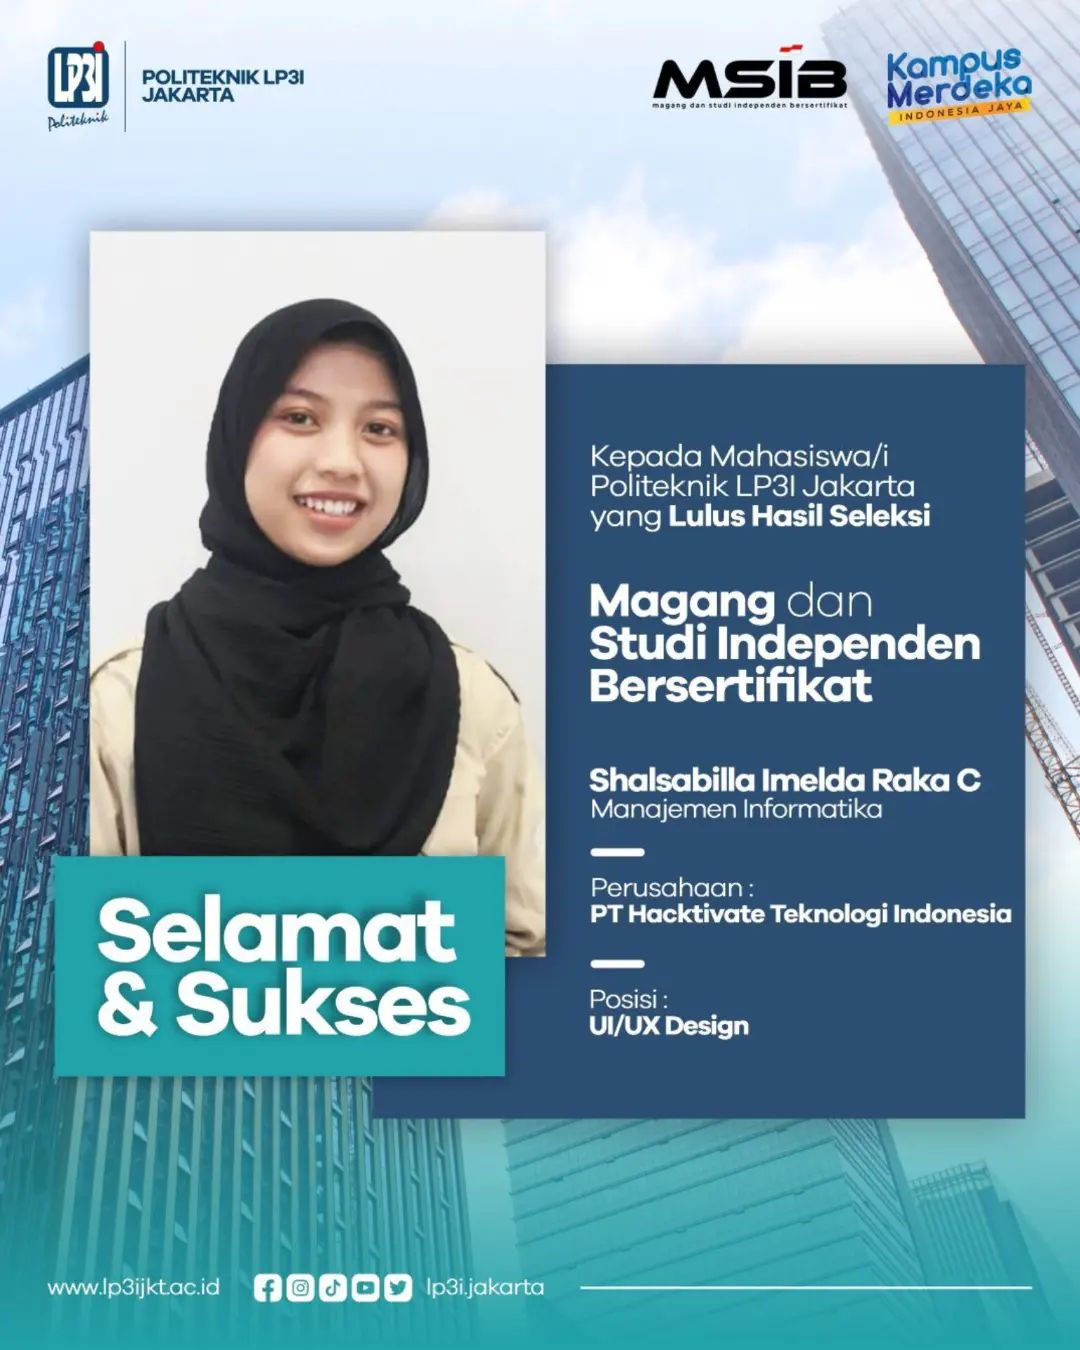 LP3I
Politeknik
POLITEKNIK LP3I
JAKARTA
MSIB
magang dan studi independen bersertifikat
Kampus
Merdeka
INDONESIA JAYA
Kepada Mahasiswa/i
Politeknik LP3I Jakarta
yang Lulus Hasil Seleksi
Magang dan
Studi Independen
Bersertifikat
Shalsabilla Imelda Raka C
Manajemen Informatika
Perusahaan :
PT Hacktivate Teknologi Indonesia
Posisi :
UI/UX Design
Selamat
& Sukses
www.lp3ijkt.ac.id
lp3i.jakarta